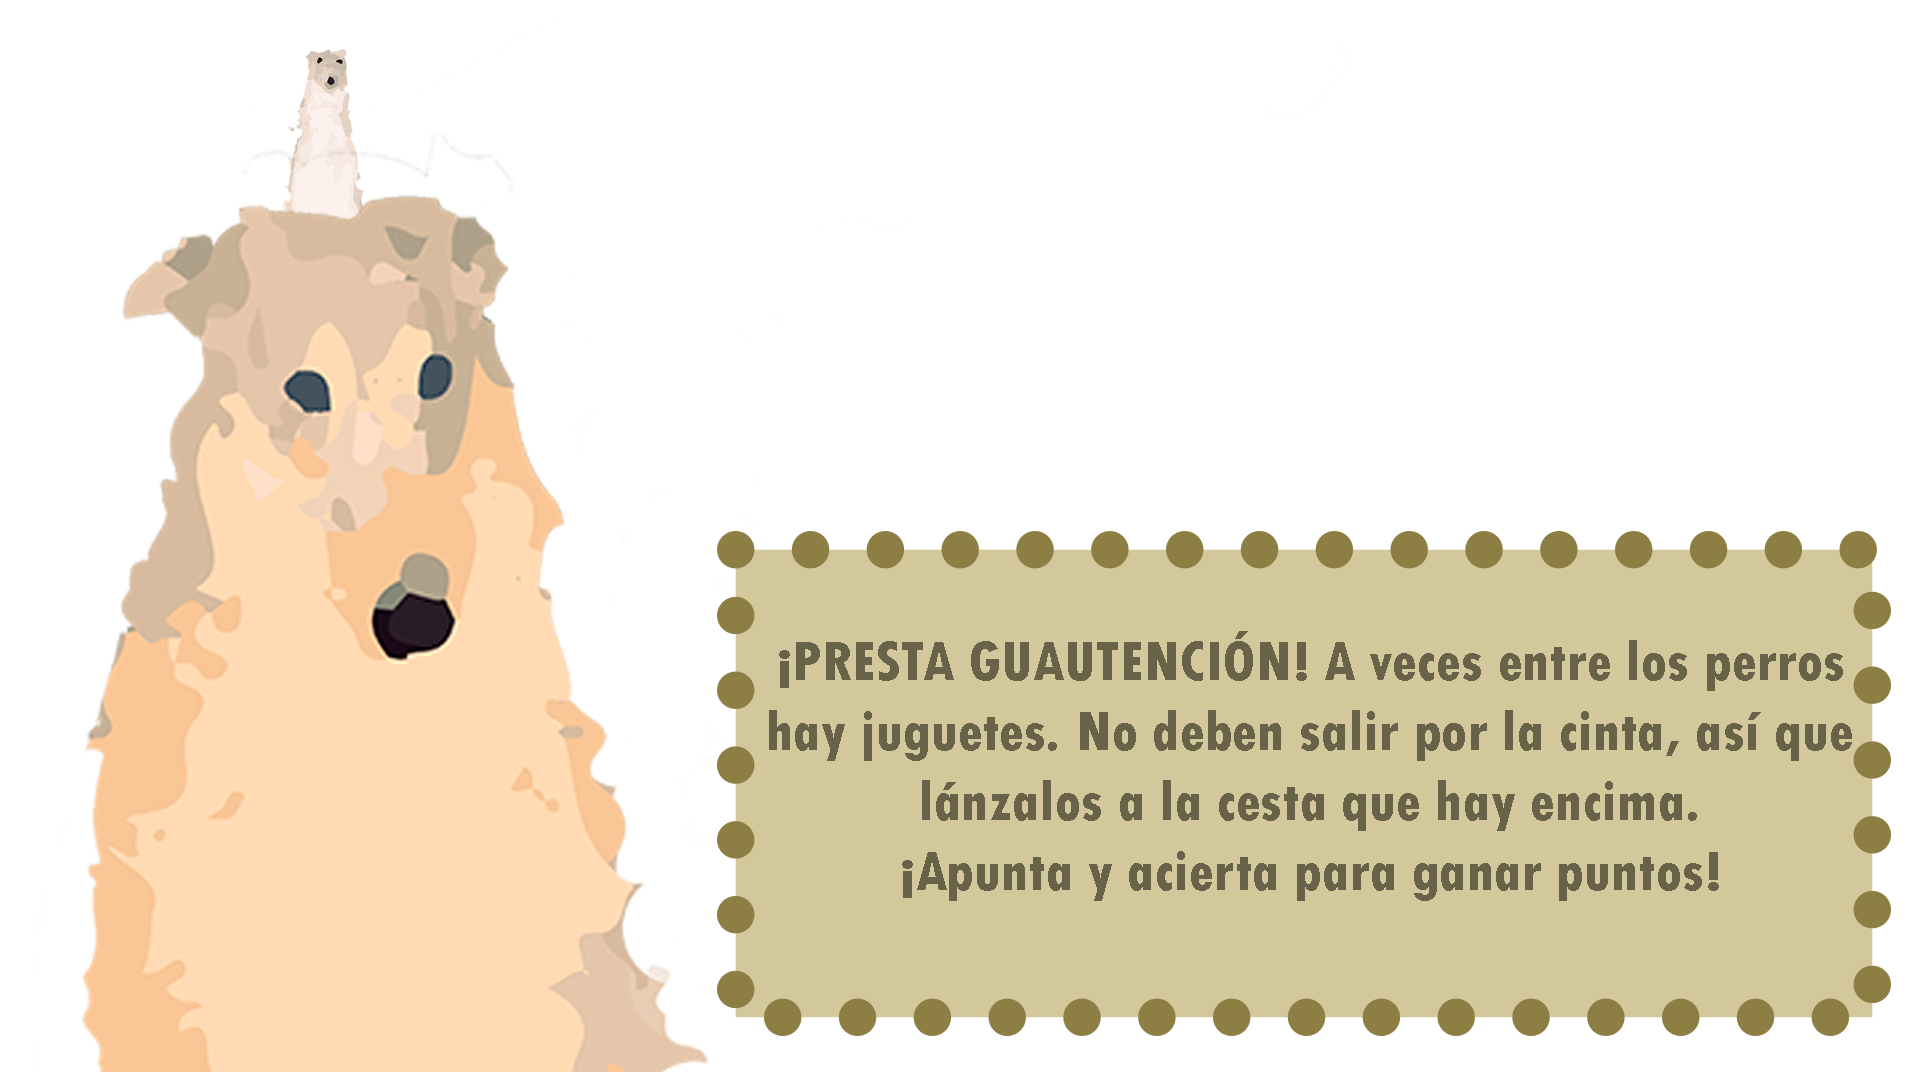 ¡PRESTA GUAUTENCIÓN! A veces entre los perros
hay juguetes. No deben salir por la cinta, así que
lánzalos a la cesta que hay encima.
¡Apunta y acierta para ganar puntos!